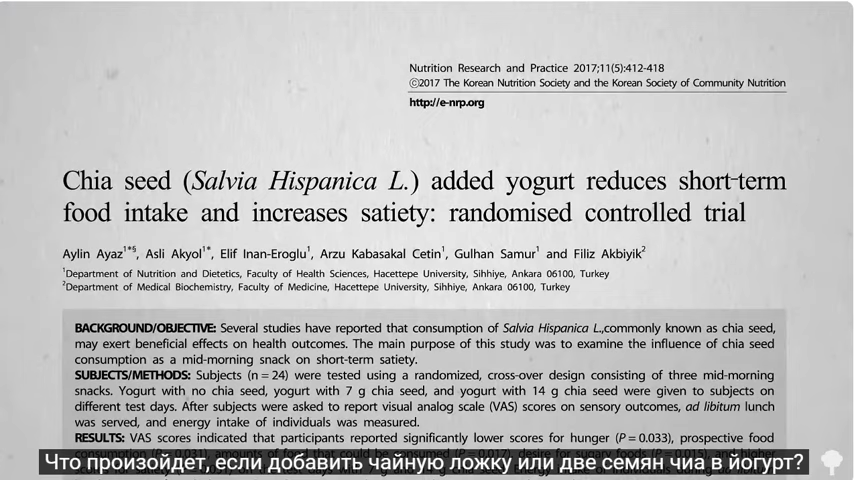 Nutrition Research and Practice 2017;11(5):412-418
ⓒ2017 The Korean Nutrition Society and the Korean Society of Community Nutrition
http://e-nrp.org
Chia seed (Salvia Hispanica L.) added yogurt reduces short-term
food intake and increases satiety: randomised controlled trial
Aylin Ayaz1*§, Asli Akyol1*, Elif Inan-Eroglu1, Arzu Kabasakal Cetin1, Gulhan Samur1 and Filiz Akbiyik2
1Department of Nutrition and Dietetics, Faculty of Health Sciences, Hacettepe University, Sihhiye, Ankara 06100, Turkey
2Department of Medical Biochemistry, Faculty of Medicine, Hacettepe University, Sihhiye, Ankara 06100, Turkey
BACKGROUND/OBJECTIVE: Several studies have reported that consumption of Salvia Hispanica L.,commonly known as chia seed,
may exert beneficial effects on health outcomes. The main purpose of this study was to examine the influence of chia seed
consumption as a mid-morning snack on short-term satiety.
SUBJECTS/METHODS: Subjects (n = 24) were tested using a randomized, cross-over design consisting of three mid-morning
snacks. Yogurt with no chia seed, yogurt with 7 g chia seed, and yogurt with 14 g chia seed were given to subjects on
different test days. After subjects were asked to report visual analog scale (VAS) scores on sensory outcomes, ad libitum lunch
was served, and energy intake of individuals was measured.
RESULTS: VAS scores indicated that participants reported significantly lower scores for hunger (P = 0.033), prospective food
Что произойдет, если добавить чайную ложку или две семян чиа в йогурт?